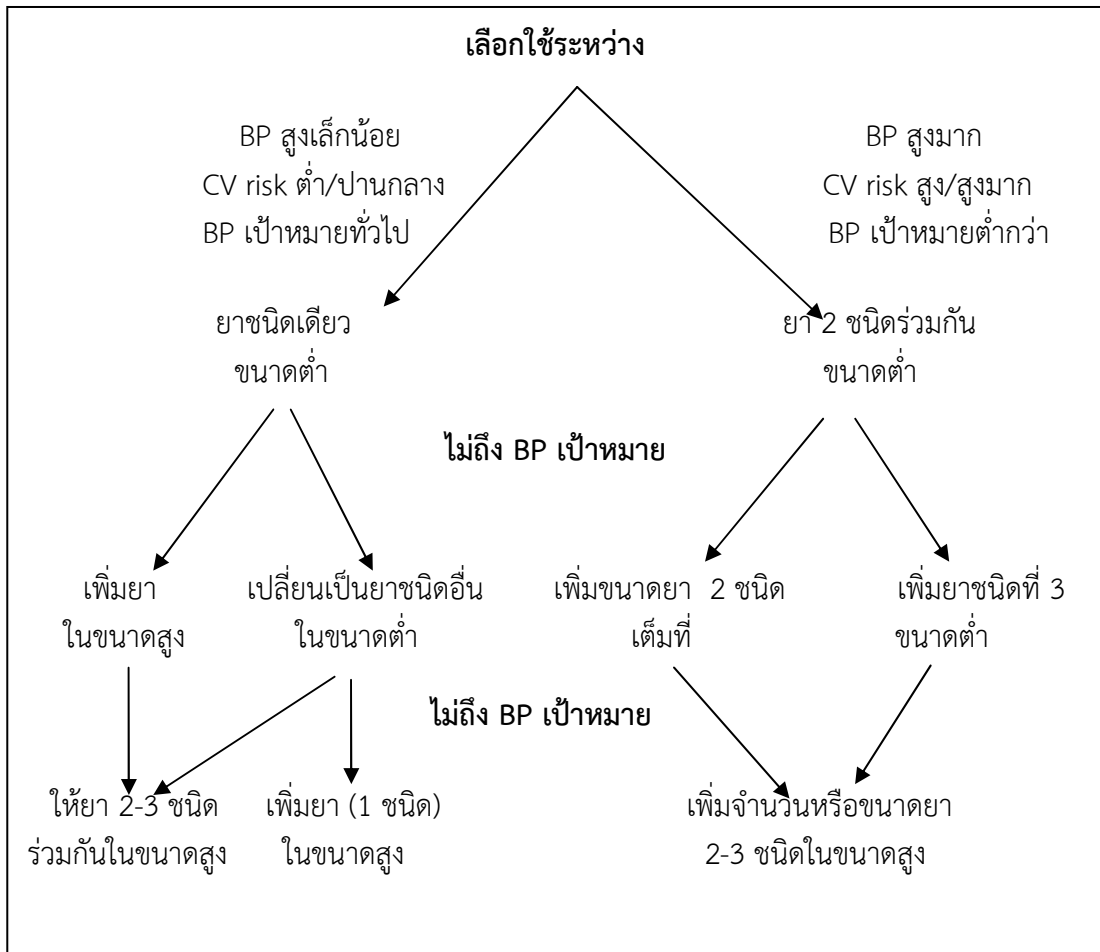 เลือกใช้ระหว่าง
BP สูงเล็กน้อย
CV risk ต่ำ/ปานกลาง
BP เป้าหมายทั่วไป
BP สูงมาก
CV risk สูง/สูงมาก
BP เป้าหมายต่ำกว่า
ยาชนิดเดียว
ขนาดต่ำ
ยา 2 ชนิดร่วมกัน
ขนาดต่ำ
ไม่ถึง BP เป้าหมาย
เพิ่มยา
ในขนาดสูง
เปลี่ยนเป็นยาชนิดอื่น
ในขนาดต่ำ
เพิ่มขนาดยา 2 ชนิด
เต็มที่
เพิ่มยาชนิดที่ 3
ขนาดต่ำ
ไม่ถึง BP เป้าหมาย
ให้ยา 2-3 ชนิด
ร่วมกันในขนาดสูง
เพิ่มยา (1 ชนิด)
ในขนาดสูง
เพิ่มจำนวนหรือขนาดยา
2-3 ชนิดในขนาดสูง